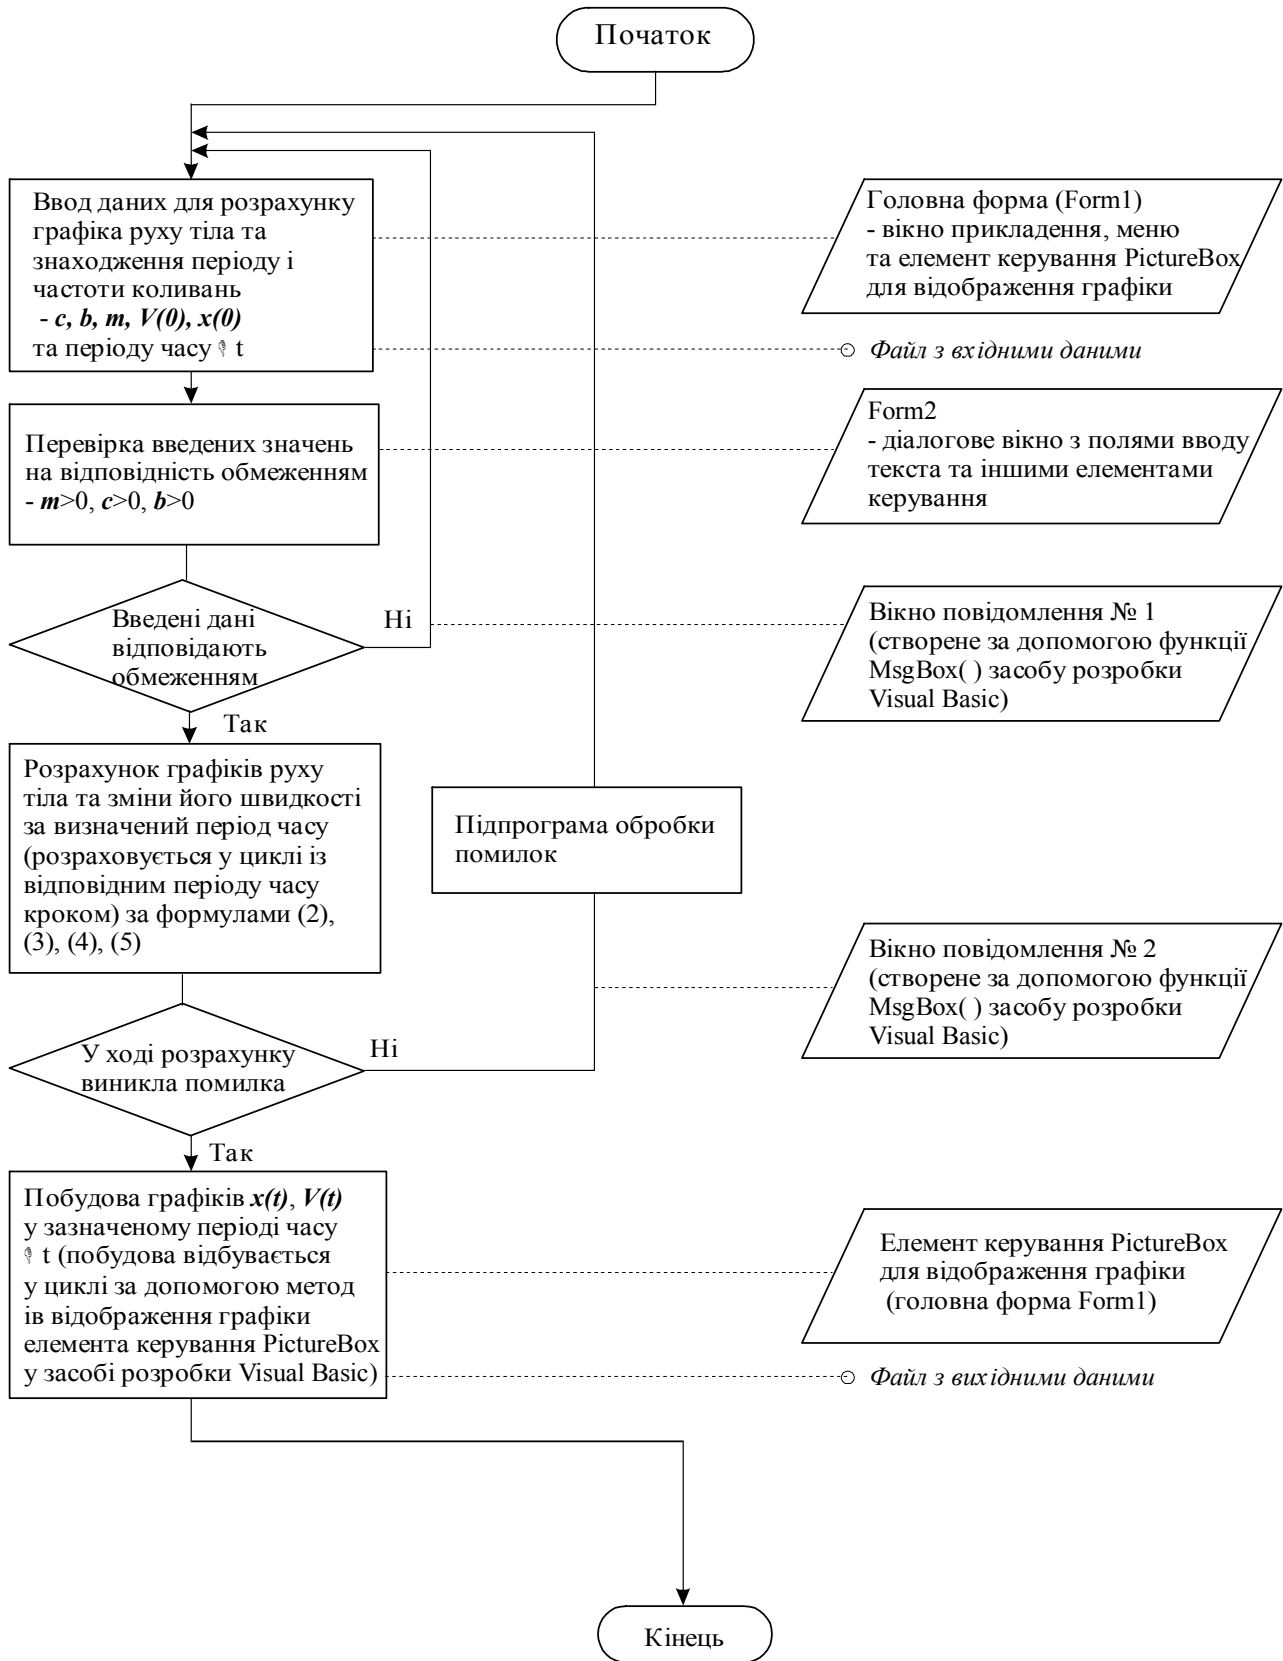 Початок
Ввод даних для розрахунку
графіка руху тіла та
знаходження періоду і
частоти коливань
- c, b, m, V(0), x(0)
та періоду часу t
Головна форма (Form1)
- вікно прикладення, меню
та елемент керування PictureBox
для відображення графіки
Файл з вхідними даними
Перевірка введених значень
на відповідність обмеженням
- m>0, c>0, b>0
Form2
- діалогове вікно з полями вводу
текста та іншими елементами
керування
Введені дані
відповідають
обмеженням
Ні
Так
Вікно повідомлення № 1
(створене за допомогою функції
MsgBox( ) засобу розробки
Visual Basic)
Розрахунок графіків руху
тіла та зміни його швидкості
за визначений період часу
(розраховується у циклі із
відповідним періоду часу
кроком) за формулами (2),
(3), (4), (5)
Підпрограма обробки
помилок
Вікно повідомлення № 2
(створене за допомогою функції
MsgBox( ) засобу розробки
Visual Basic)
У ході розрахунку
виникла помилка
Ні
Так
Побудова графіків x(t), V(t)
у зазначеному періоді часу
t (побудова відбувається
у циклі за допомогою метод
ів відображення графіки
елемента керування PictureBox
у засобі розробки Visual Basic)
Елемент керування PictureBox
для відображення графіки
(головна форма Form1)
Файл з вихідними даними
Кінець